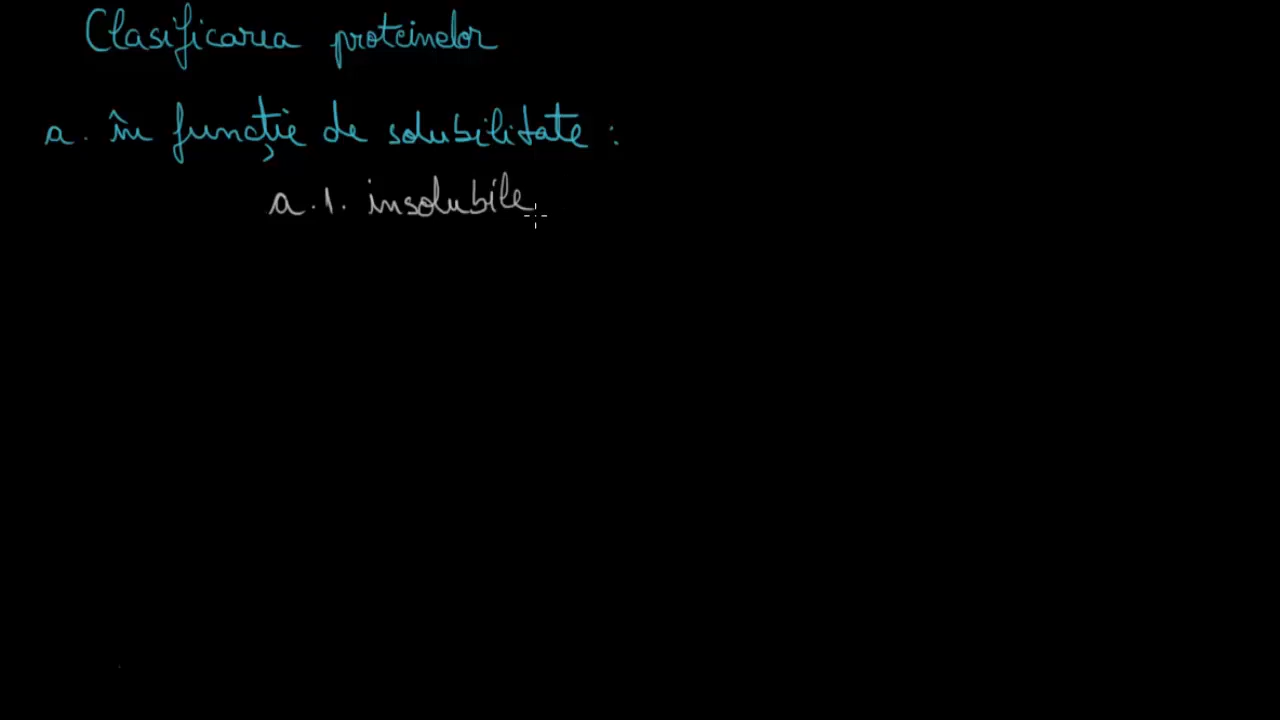 Clasificarea proteinelor
a. în funcție de solubilitate :
a.1. insolubile